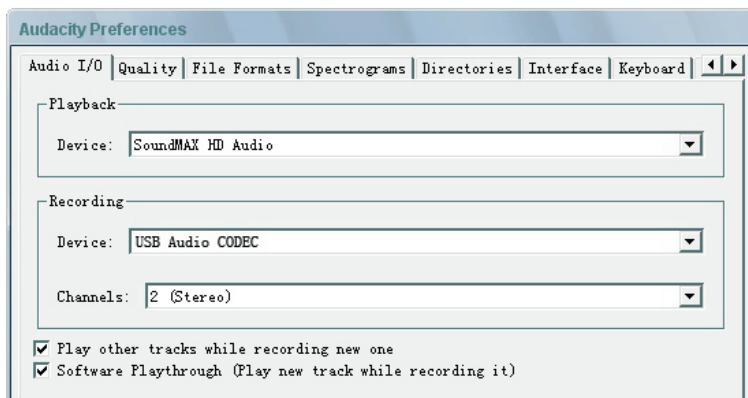 Audacity Preferences
Audio I/O Quality File Formats Spectrograms Directories Interface Keyboard
Playback
Device: SoundMAX HD Audio
Recording
Device: USB Audio CODEC
Channels: 2 (Stereo)
Play other tracks while recording new one
Software Playthrough (Play new track while recording it)